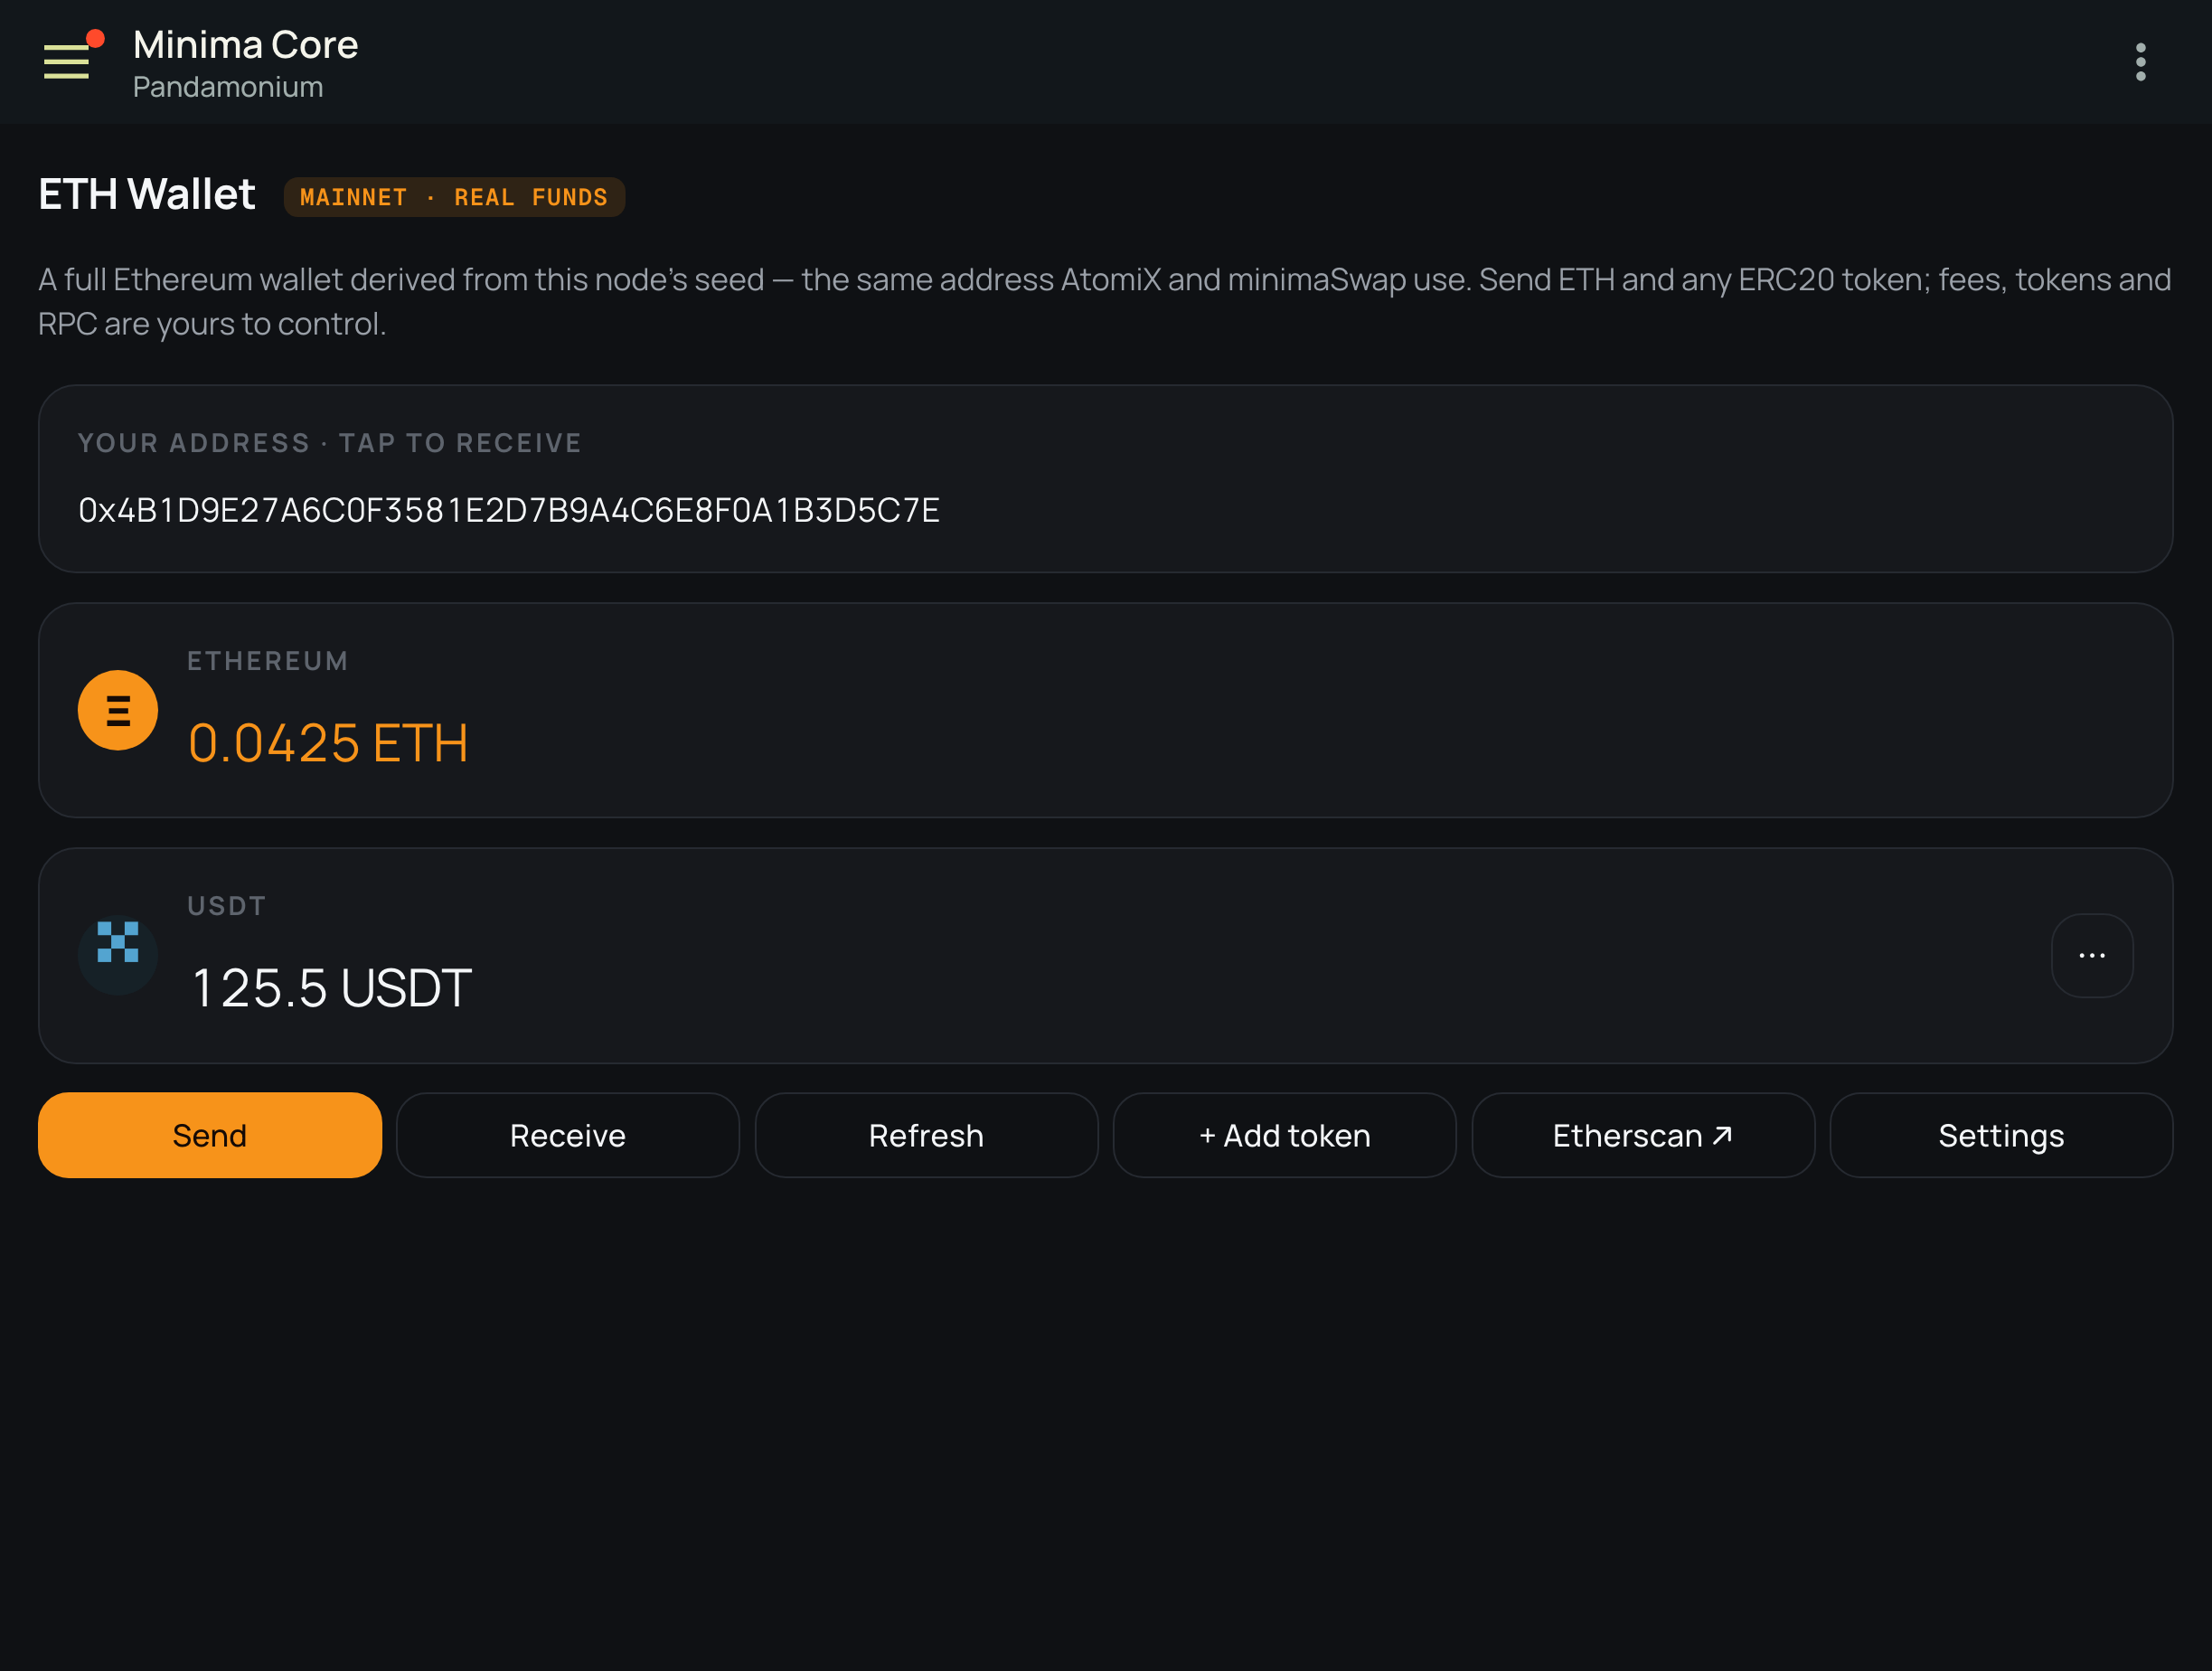 Minima Core
Pandamonium
ETH Wallet
MAINNET · REAL FUNDS
A full Ethereum wallet derived from this node's seed — the same address AtomiX and minimaSwap use. Send ETH and any ERC20 token; fees, tokens and
RPC are yours to control.
YOUR ADDRESS · TAP TO RECEIVE
0x4B1D9E27A6C0F3581E2D7B9A4C6E8F0A1B3D5C7E
ETHEREUM
Ξ
0.0425 ETH
USDT
125.5 USDT
···
Send
Receive
Refresh
+ Add token
Etherscan ↗
Settings